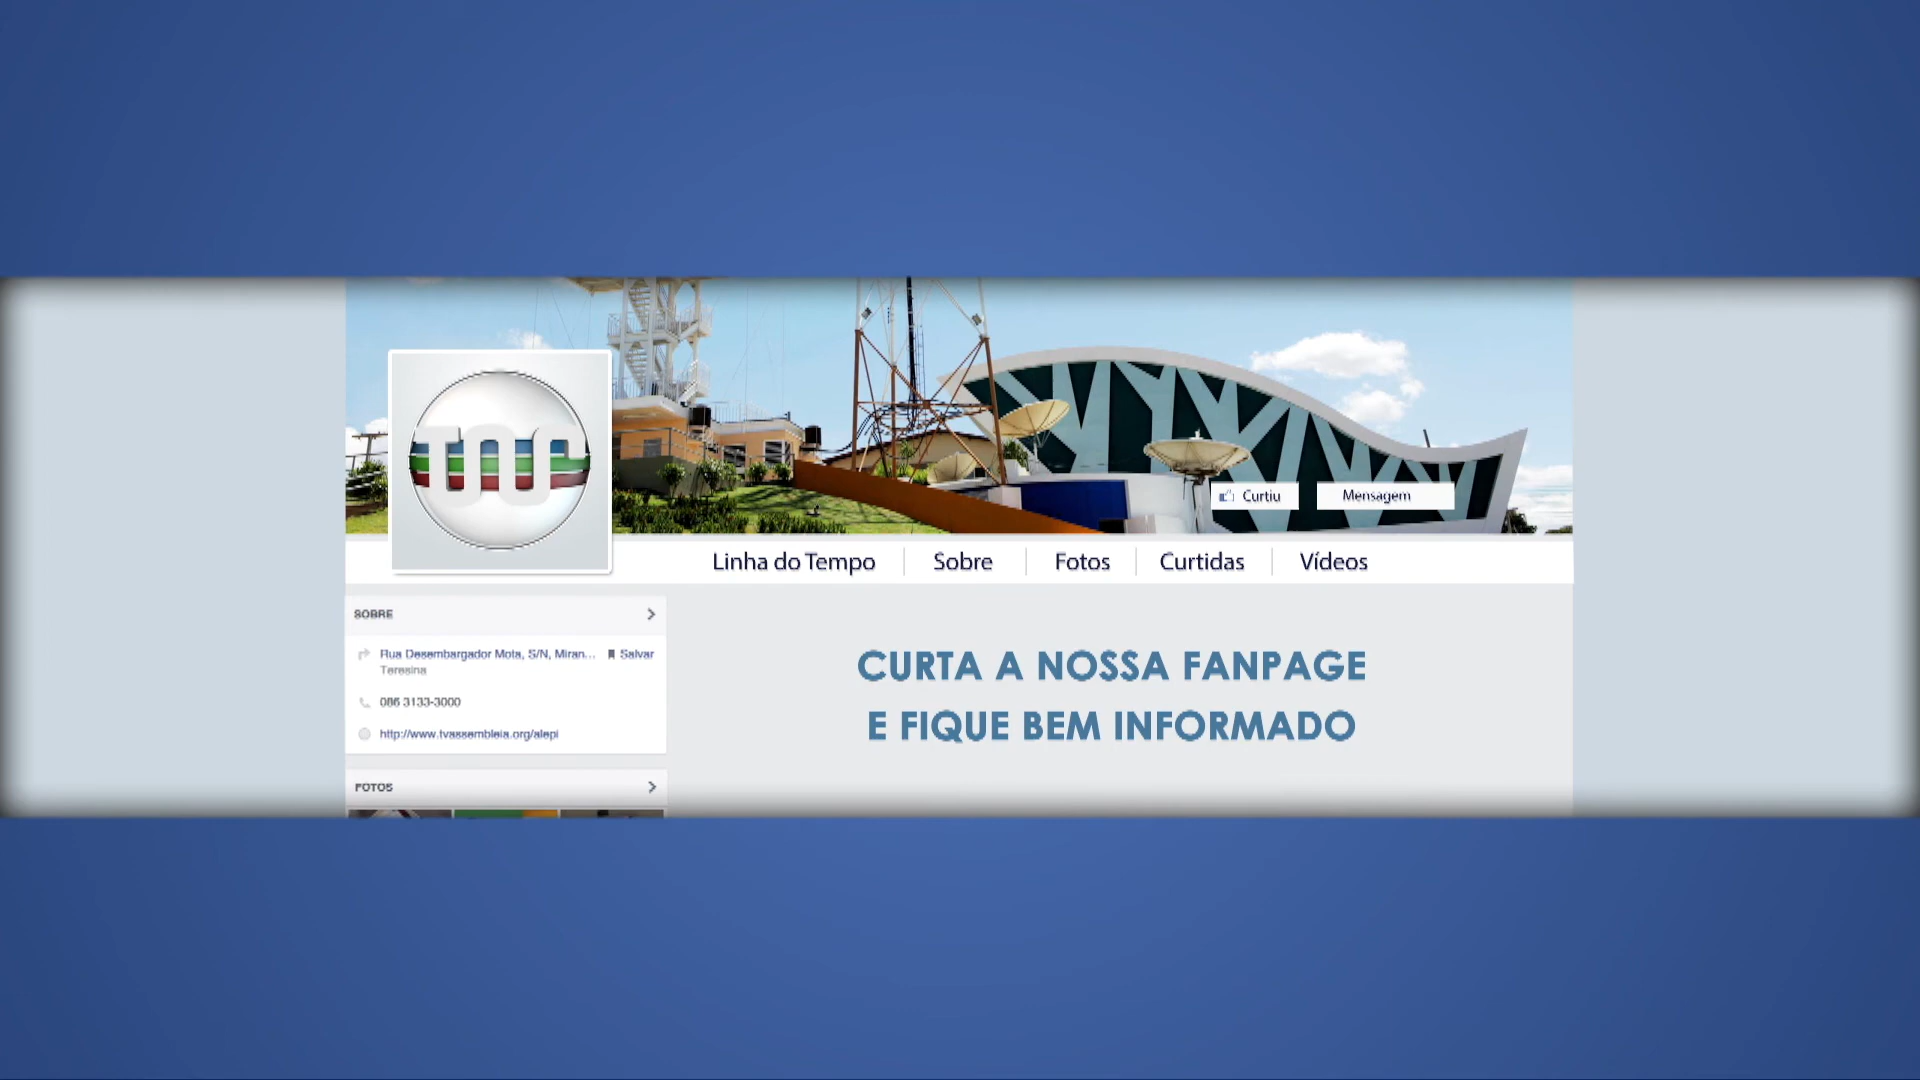 Curtiu
Mensagem
Linha do Tempo
Sobre
Fotos
Curtidas
Vídeos
SOBRE
Rua Desembargador Mota, S/N, Miran...
Salvar
Teresina
086 3133-3000
http://www.tvassembleia.org/alepi
CURTA A NOSSA FANPAGE
E FIQUE BEM INFORMADO
FOTOS